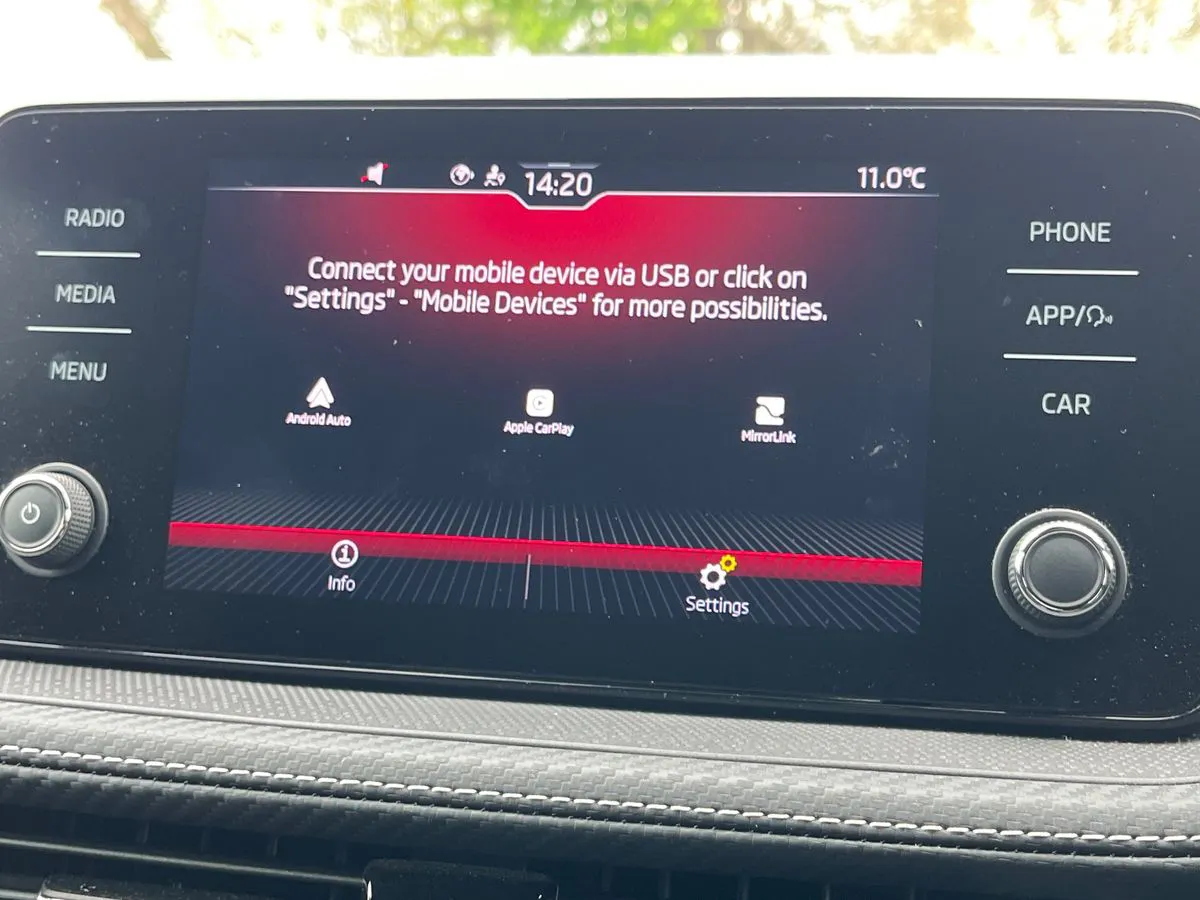 14:20
11.0°C
RADIO
MEDIA
MENU
Connect your mobile device via USB or click on
"Settings" - "Mobile Devices" for more possibilities.
Android Auto
Apple CarPlay
MirrorLink
Info
Settings
PHONE
APP/
CAR